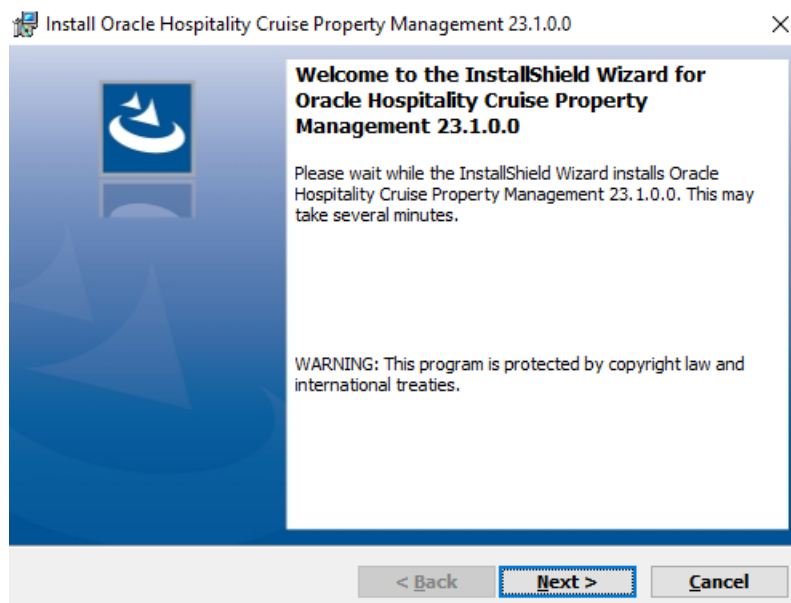 Install Oracle Hospitality Cruise Property Management 23.1.0.0
Welcome to the InstallShield Wizard for
Oracle Hospitality Cruise Property
Management 23.1.0.0
Please wait while the InstallShield Wizard installs Oracle
Hospitality Cruise Property Management 23.1.0.0. This may
take several minutes.
WARNING: This program is protected by copyright law and
international treaties.
< Back Next > Cancel